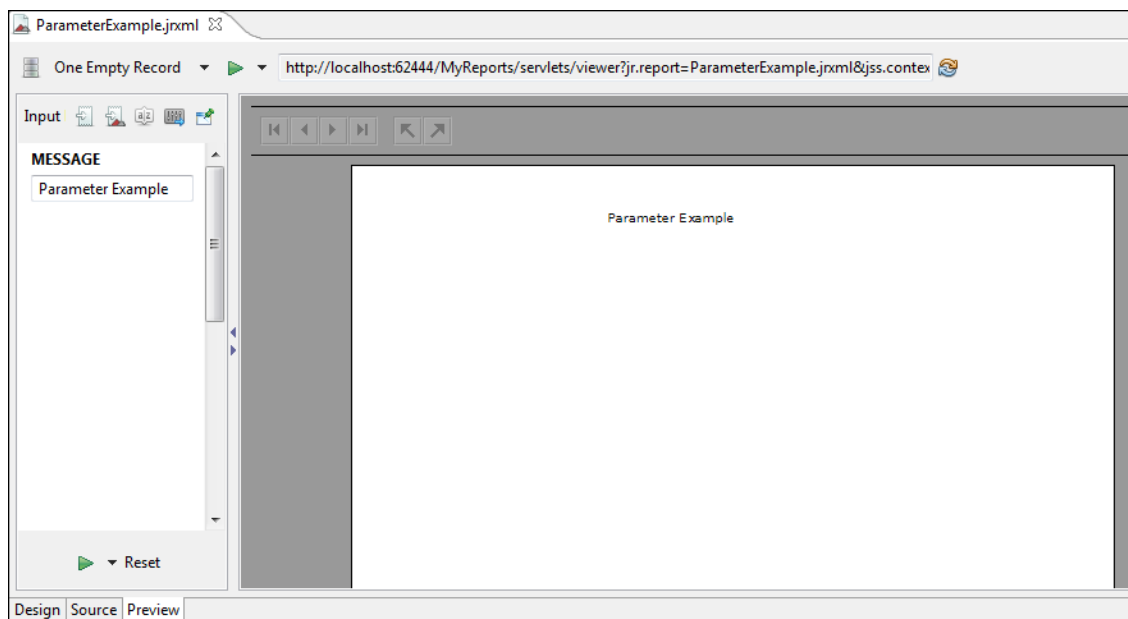 ParameterExample.jrxml
One Empty Record
http://localhost:62444/MyReports/servlets/viewer?jr.report=ParameterExample.jrxml&jss.contex
Input
MESSAGE
Parameter Example
Parameter Example
Reset
Design Source Preview